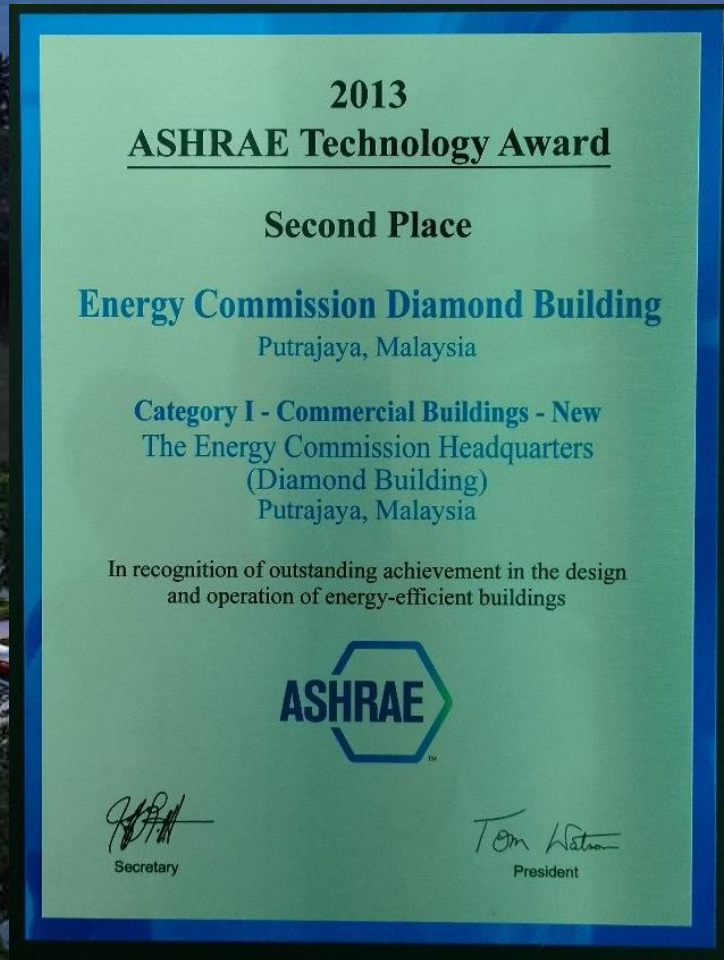 2013
ASHRAE Technology Award
Second Place
Energy Commission Diamond Building
Putrajaya, Malaysia
Category I - Commercial Buildings - New
The Energy Commission Headquarters
(Diamond Building)
Putrajaya, Malaysia
In recognition of outstanding achievement in the design
and operation of energy-efficient buildings
ASHRAE
TM
Tom Watson
Secretary
President